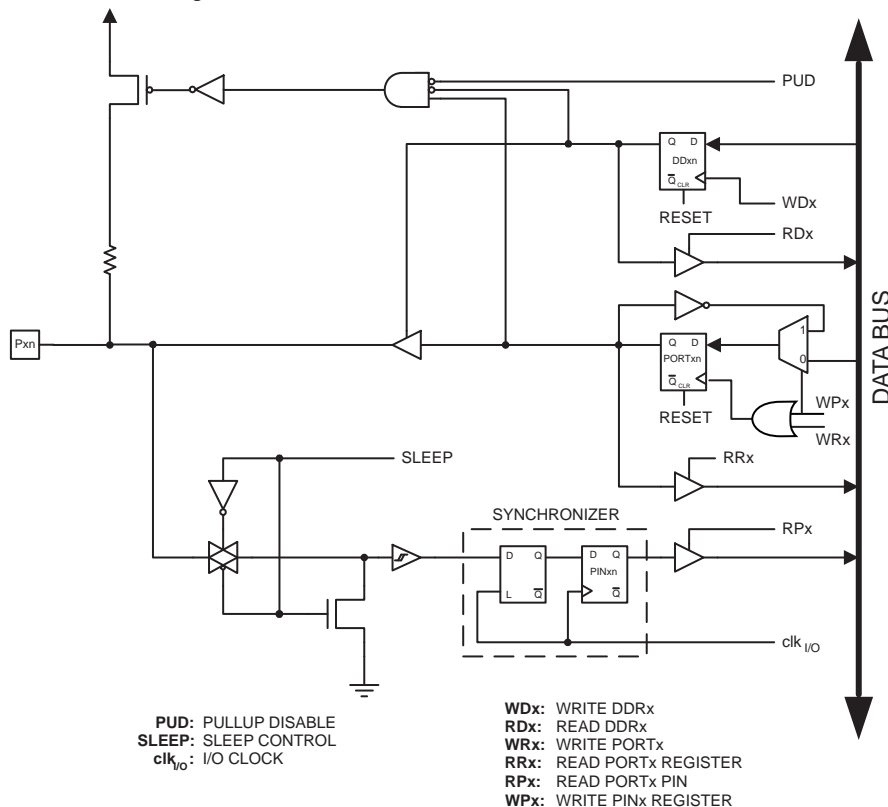 PUD
Q D
DDxn
Q CLR
WDx
RESET
RDx
Pxn
1
Q D
PORTxn
0
Q CLR
WPx
RESET
WRx
SLEEP
RRx
SYNCHRONIZER
RPx
D Q
D Q
PINxn
L Q
Q
clk I/O
DATA BUS
PUD: PULLUP DISABLE
SLEEP: SLEEP CONTROL
clkI/O: I/O CLOCK
WDx: WRITE DDRx
RDx: READ DDRx
WRx: WRITE PORTx
RRx: READ PORTx REGISTER
RPx: READ PORTx PIN
WPx: WRITE PINx REGISTER